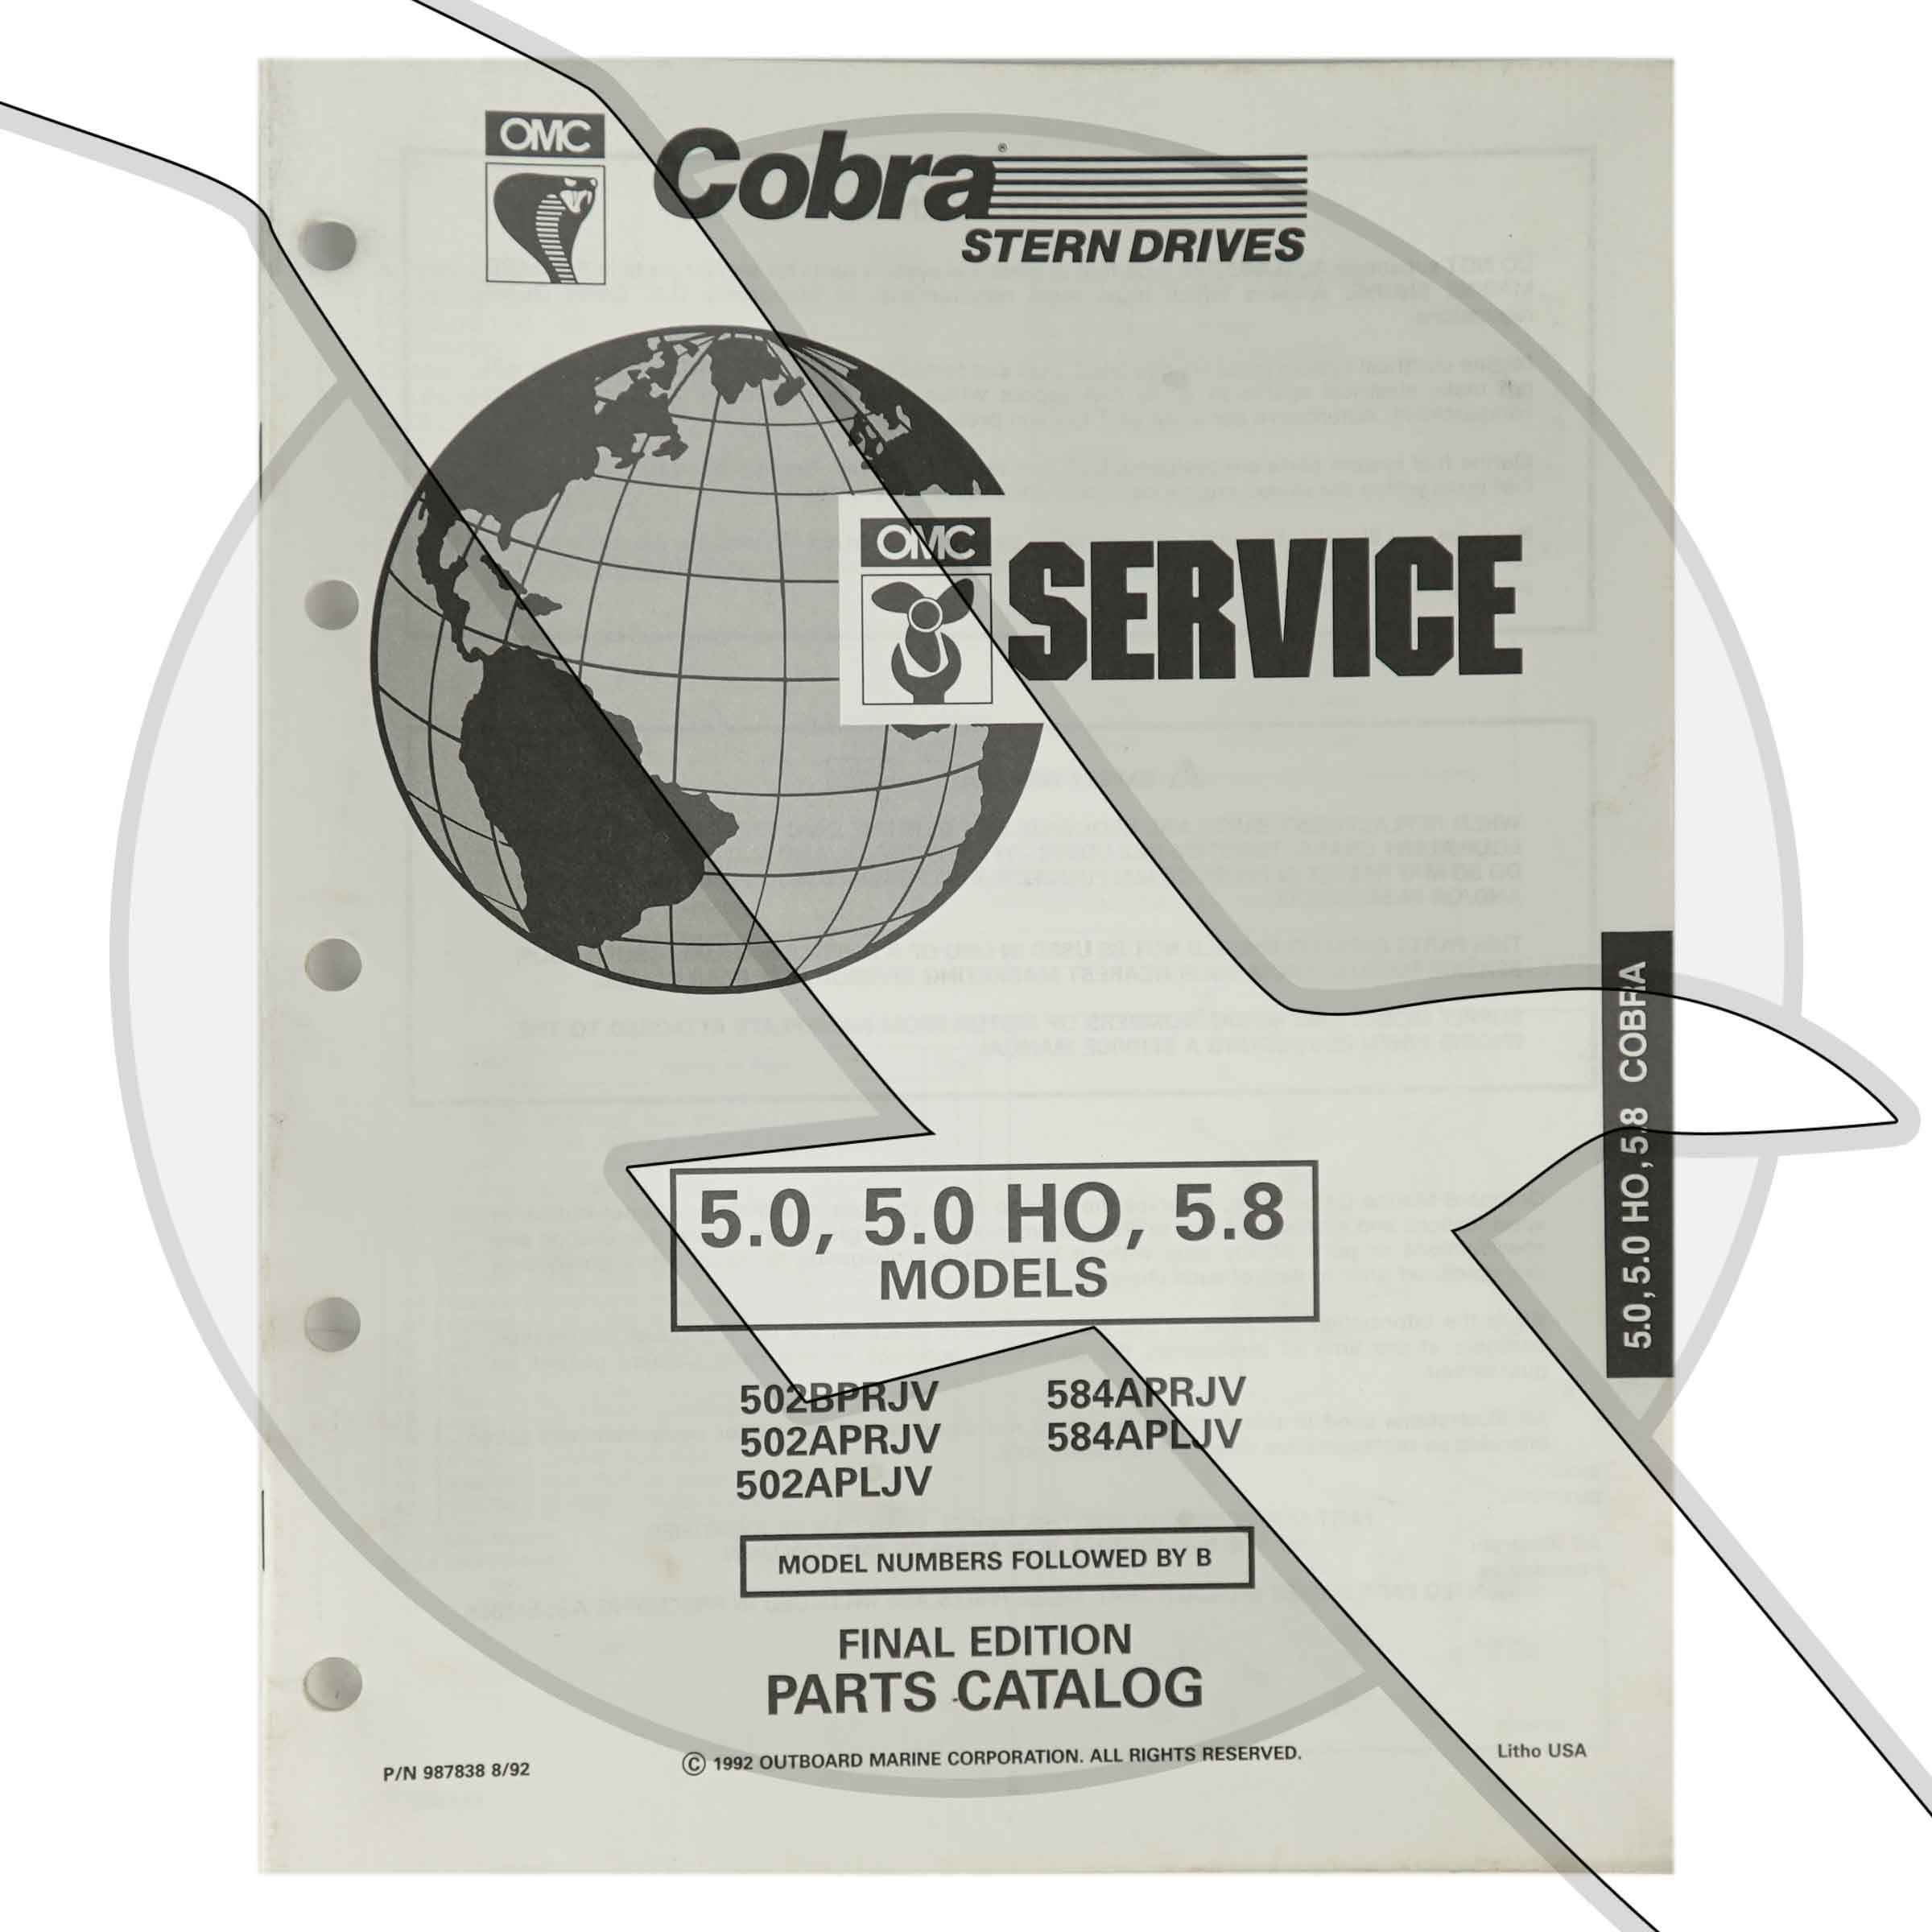 OMC
Cobra®
STERN DRIVES
OMC
SERVICE
5.0, 5.0 HO, 5.8 COBRA
5.0, 5.0 HO, 5.8
MODELS
502BPRJV 584APRJV
502APRJV 584APLJV
502APLJV
MODEL NUMBERS FOLLOWED BY B
FINAL EDITION
PARTS CATALOG
P/N 987838 8/92
© 1992 OUTBOARD MARINE CORPORATION. ALL RIGHTS RESERVED.
Litho USA